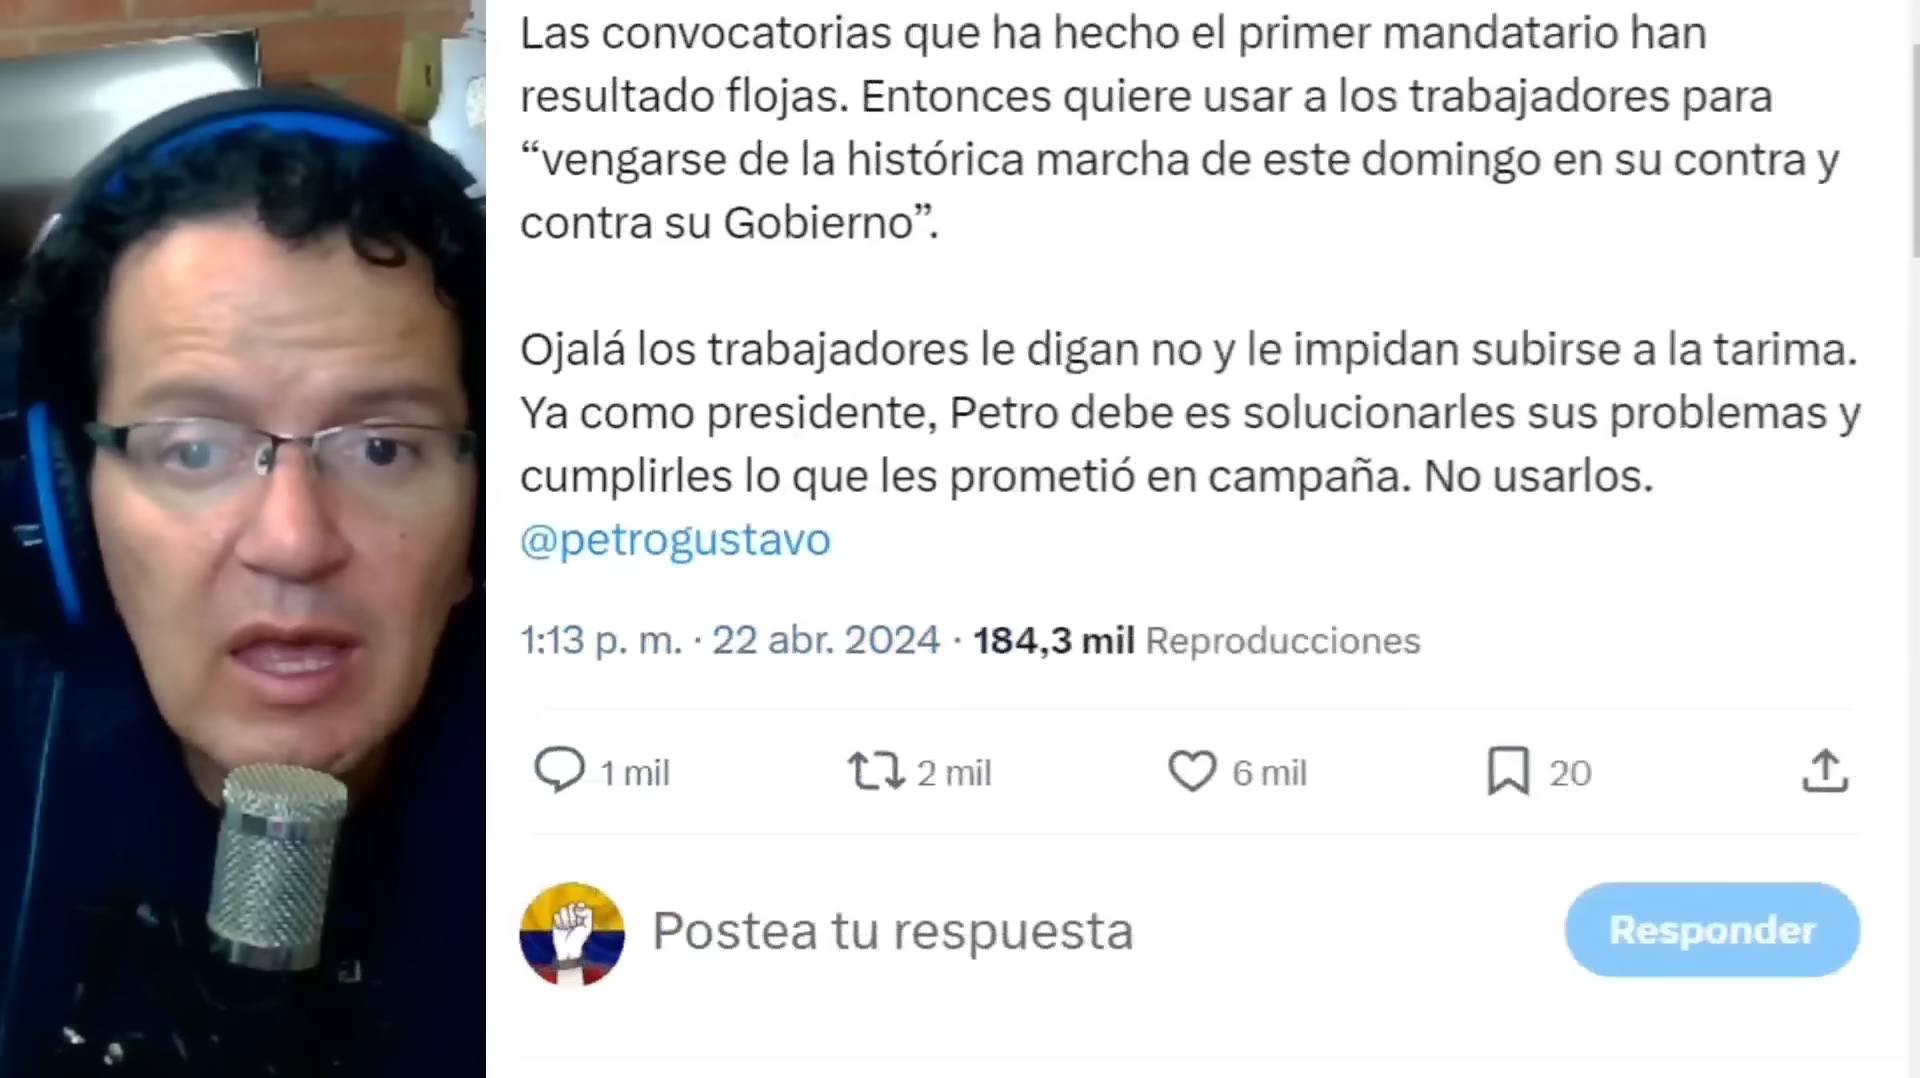 Las convocatorias que ha hecho el primer mandatario han
resultado flojas. Entonces quiere usar a los trabajadores para
“vengarse de la histórica marcha de este domingo en su contra y
contra su Gobierno”.
Ojalá los trabajadores le digan no y le impidan subirse a la tarima.
Ya como presidente, Petro debe es solucionarles sus problemas y
cumplirles lo que les prometió en campaña. No usarlos.
@petrogustavo
1:13 p. m. · 22 abr. 2024 · 184,3 mil Reproducciones
1 mil 2 mil 6 mil 20
Postea tu respuesta Responder